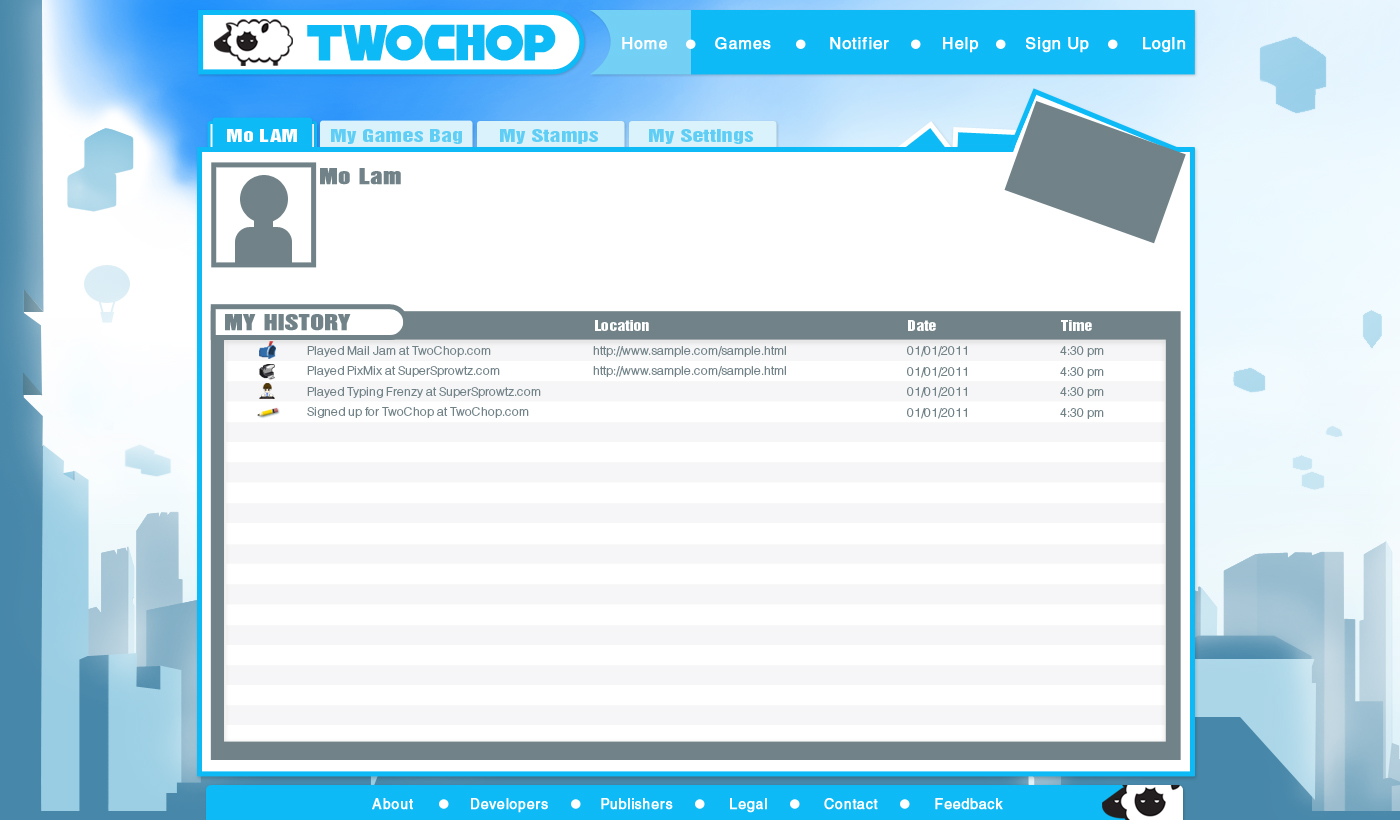 TWOCHOP
Home Games Notifier Help Sign Up LogIn
Mo LAM My Games Bag My Stamps My Settings
Mo Lam
MY HISTORY Location Date Time
Played Mail Jam at TwoChop.com http://www.sample.com/sample.html 01/01/2011 4:30 pm
Played PixMix at SuperSprowtz.com http://www.sample.com/sample.html 01/01/2011 4:30 pm
Played Typing Frenzy at SuperSprowtz.com 01/01/2011 4:30 pm
Signed up for TwoChop at TwoChop.com 01/01/2011 4:30 pm
About Developers Publishers Legal Contact Feedback